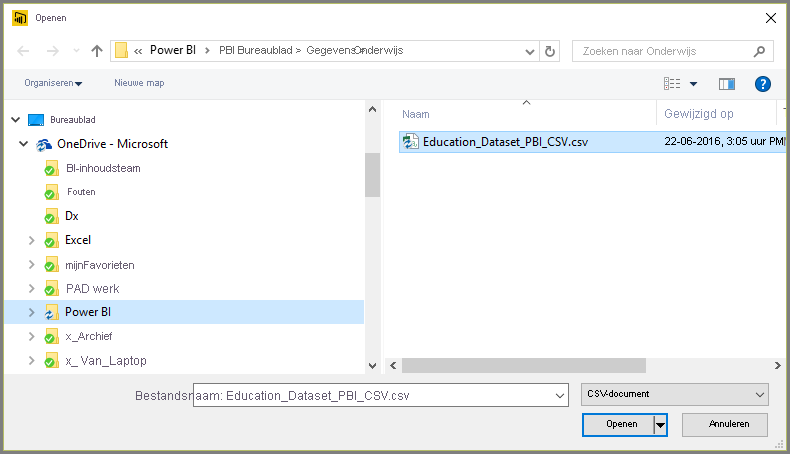 Openen
« Power BI > PBI Bureaublad > Gegevens > Onderwijs
Zoeken naar Onderwijs
Organiseren Nieuwe map
Naam Gewijzigd op
Bureaublad
OneDrive - Microsoft
Education_Dataset_PBI_CSV.csv 22-06-2016, 3:05 uur PM
BI-inhoudsteam
Fouten
Dx
Excel
mijnFavorieten
PAD werk
Power BI
x_Archief
x_ Van_Laptop
Bestandsnaam: Education_Dataset_PBI_CSV.csv
CSV-document
Openen Annuleren